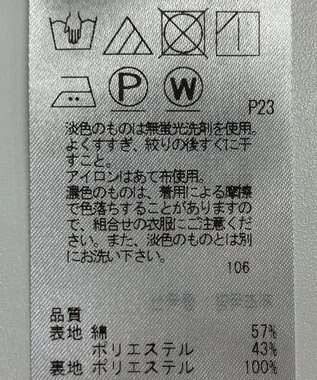 P
W
P23
淡色のものは無蛍光洗剤を使用。
よくすすぎ、絞りの後すぐに干
すこと。
アイロンはあて布使用。
濃色のものは、着用による摩擦
で色落ちすることがありますの
で、組合せの衣服にご注意くだ
さい。また、淡色のものとは別
にお洗い下さい。
106
品質
表地 綿 57%
ポリエステル 43%
裏地 ポリエステル 100%